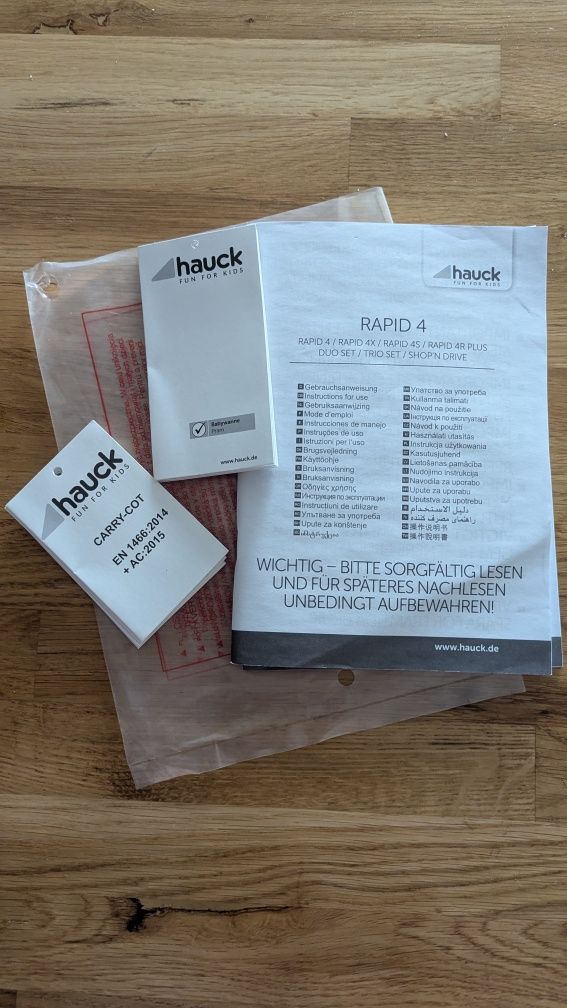 hauck
FUN FOR KIDS
Babywanne
Pram
www.hauck.de
hauck
FUN FOR KIDS
CARRY-COT
EN 1466:2014
+ AC:2015
hauck
FUN FOR KIDS
RAPID 4
RAPID 4 / RAPID 4X / RAPID 4S / RAPID 4R PLUS
DUO SET / TRIO SET / SHOP'N DRIVE
Gebrauchsanweisung
Instructions for use
Gebruiksaanwijzing
Mode d'emploi
Instrucciones de manejo
Instruções de uso
Istruzioni per l'uso
Brugsvejledning
Käyttöohje
Bruksanvisning
Bruksanvisning
Οδηγίες χρήσης
Инструкция по эксплуатации
Instrucţiuni de utilizare
Упътване за употреба
Upute za korištenje
Упатство за употреба
Kullanma talimatı
Návod na použitie
Інструкція по експлуатації
Návod k použití
Használati utasítás
Instrukcja użytkowania
Kasutusjuhend
Lietošanas pamācība
Nudojimo instrukcija
Navodila za uporabo
Upute za uporabu
Uputstva za upotrebu
دليل الاستخدام
راهنمای مصرف کننده
操作说明书
操作說明書
WICHTIG – BITTE SORGFÄLTIG LESEN
UND FÜR SPÄTERES NACHLESEN
UNBEDINGT AUFBEWAHREN!
www.hauck.de